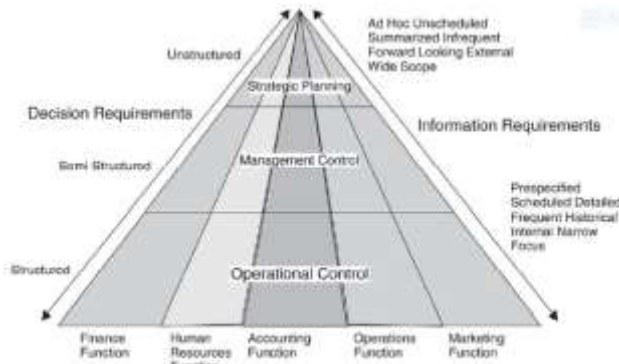 Ad Hoc Unscheduled
Summarized Infrequent
Forward Looking External
Wide Scope
Unstructured
Strategic Planning
Decision Requirements
Information Requirements
Semi Structured
Management Control
Prespecified
Scheduled Detailed
Frequent Historical
Internal Narrow
Focus
Structured
Operational Control
Finance
Function
Human
Resources
Accounting
Function
Operations
Function
Marketing
Function